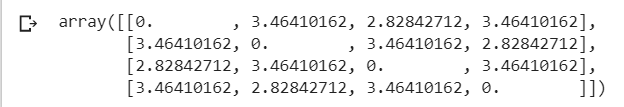 array([[0.        , 3.46410162, 2.82842712, 3.46410162],
       [3.46410162, 0.        , 3.46410162, 2.82842712],
       [2.82842712, 3.46410162, 0.        , 3.46410162],
       [3.46410162, 2.82842712, 3.46410162, 0.        ]])